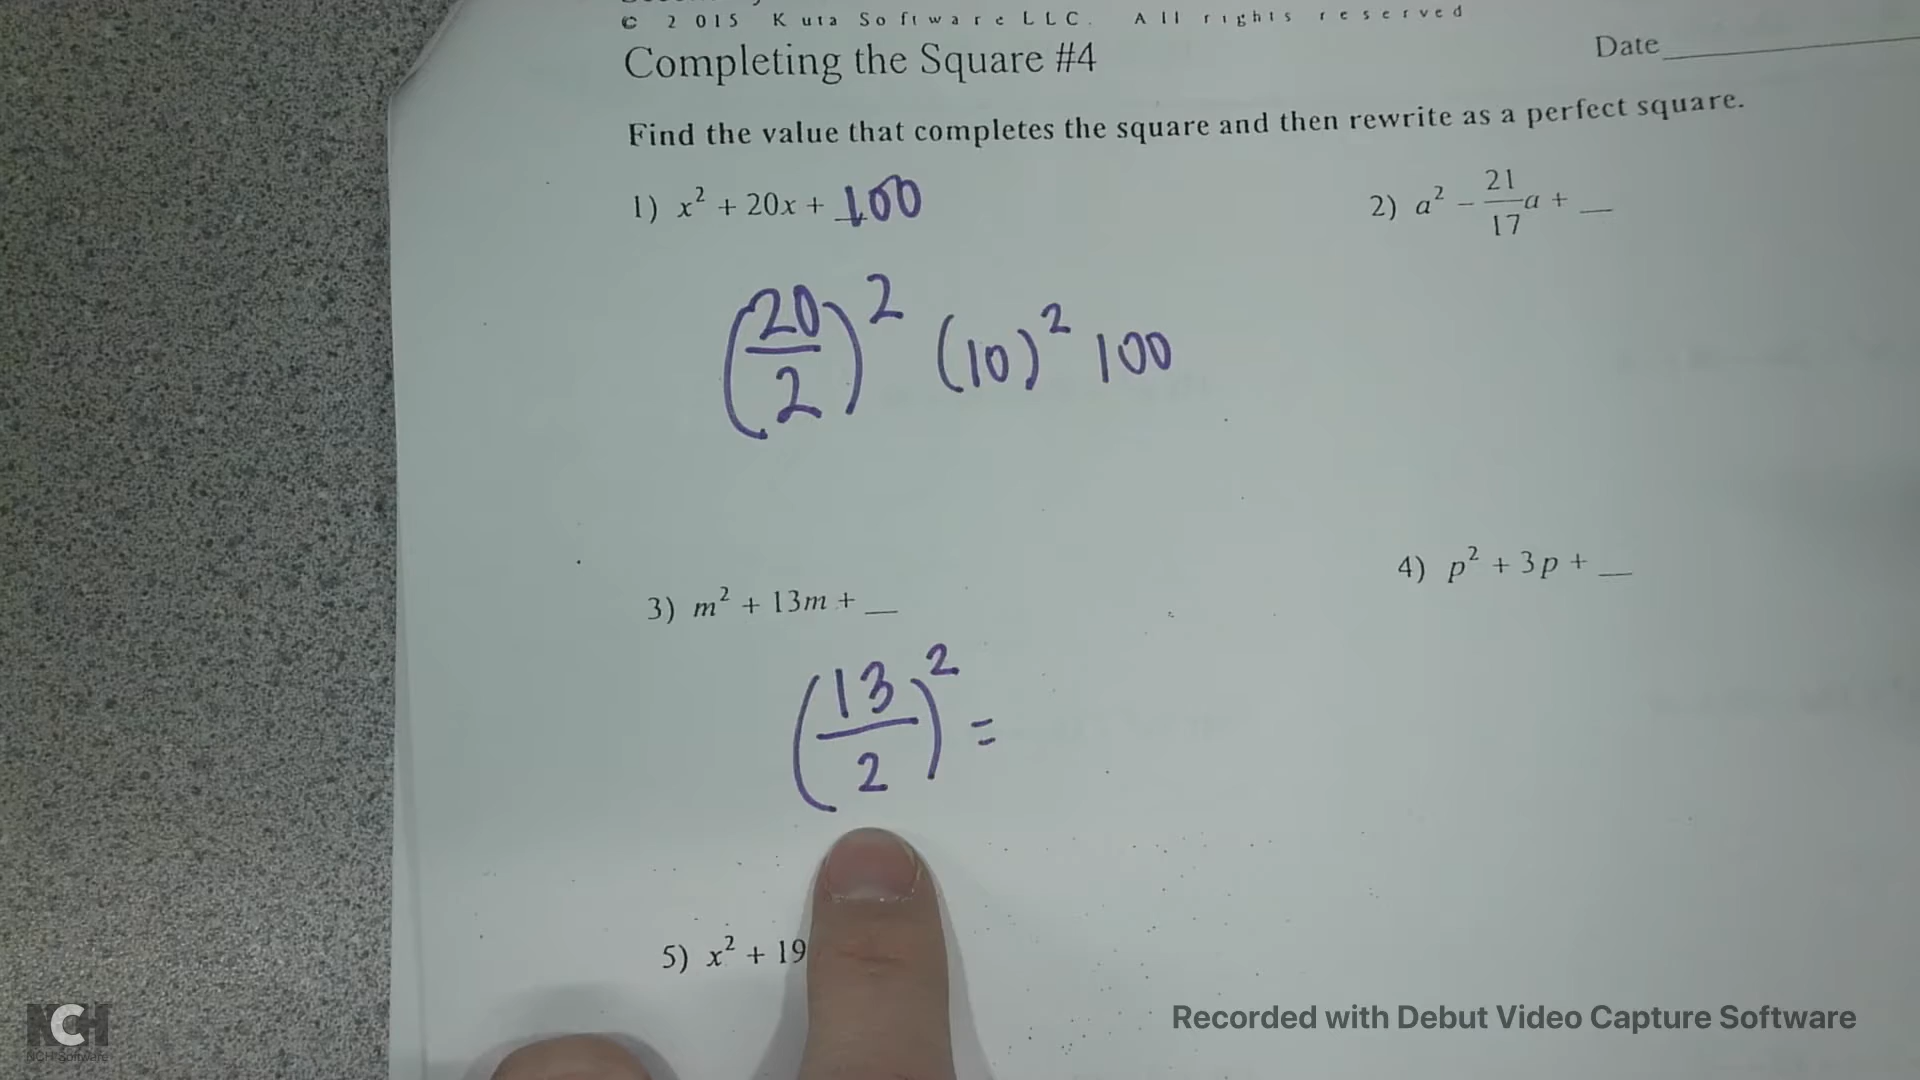 © 2015 Kuta Software LLC. All rights reserved
Completing the Square #4
Date
Find the value that completes the square and then rewrite as a perfect square.
1) x² + 20x + 100
2) a² - 21/17 a + __
(20/2)² (10)² 100
3) m² + 13m + __
4) p² + 3p + __
(13/2)² =
5) x² + 19
NCH
NCH Software
Recorded with Debut Video Capture Software